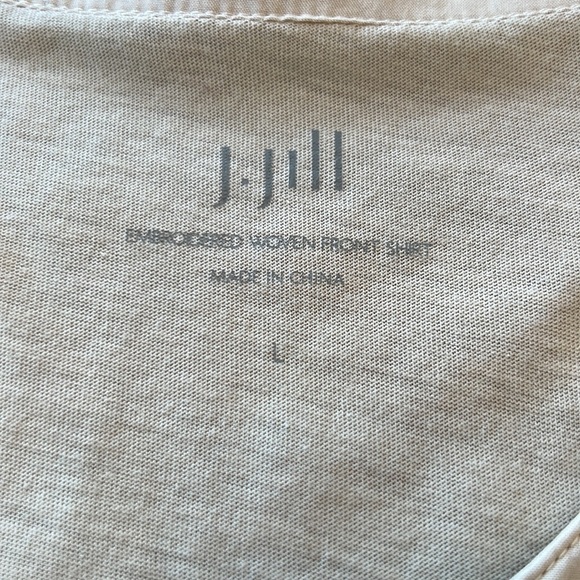 J.Jill
EMBROIDERED WOVEN FRONT SHIRT
MADE IN CHINA
L